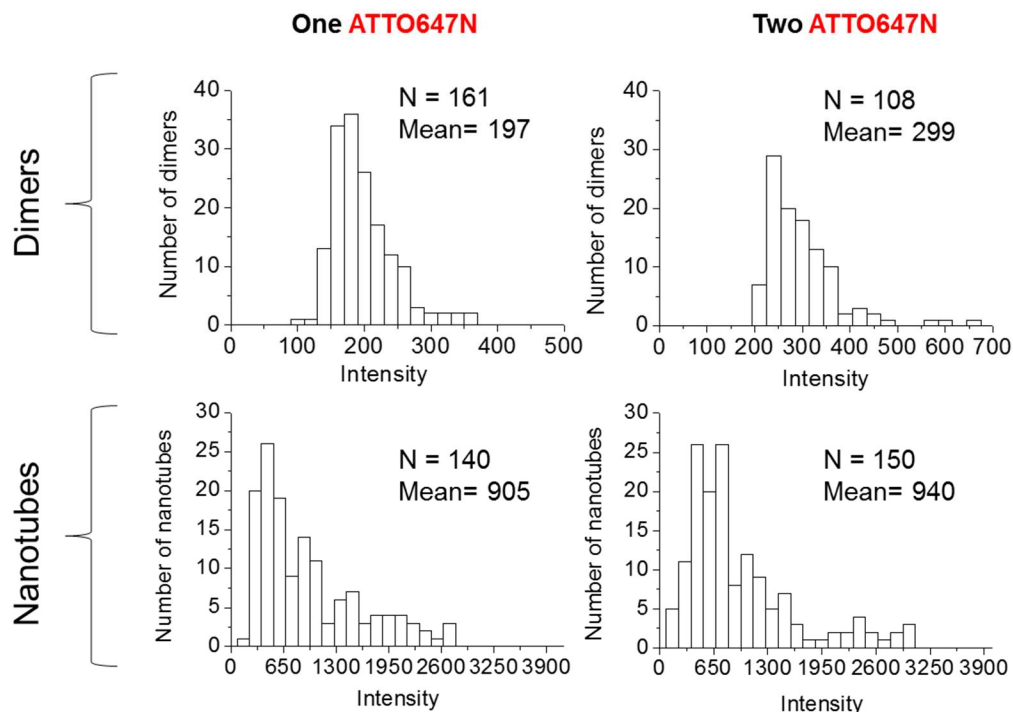 One ATTO647N
Two ATTO647N
Dimers
Number of dimers
40
30
20
10
0
N = 161
Mean= 197
0 100 200 300 400 500
Intensity
Number of dimers
40
30
20
10
0
N = 108
Mean= 299
0 100 200 300 400 500 600 700
Intensity
Nanotubes
Number of nanotubes
30
25
20
15
10
5
0
N = 140
Mean= 905
0 650 1300 1950 2600 3250 3900
Intensity
Number of nanotubes
30
25
20
15
10
5
0
N = 150
Mean= 940
0 650 1300 1950 2600 3250 3900
Intensity